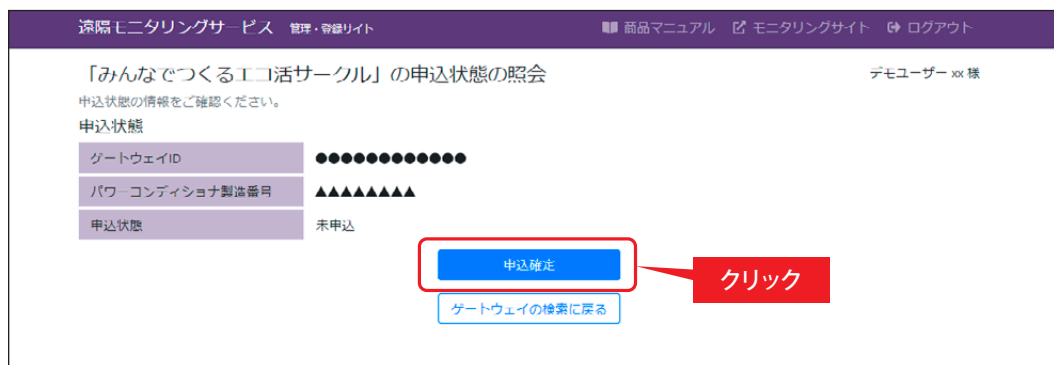 遠隔モニタリングサービス 管理・登録サイト 商品マニュアル モニタリングサイト ログアウト
「みんなでつくるエコ活サークル」の申込状態の照会 デモユーザー xx 様
申込状態の情報をご確認ください。
申込状態
ゲートウェイID ●●●●●●●●●●●●
パワーコンディショナ製造番号 ▲▲▲▲▲▲▲▲
申込状態 未申込
申込確定
クリック
ゲートウェイの検索に戻る